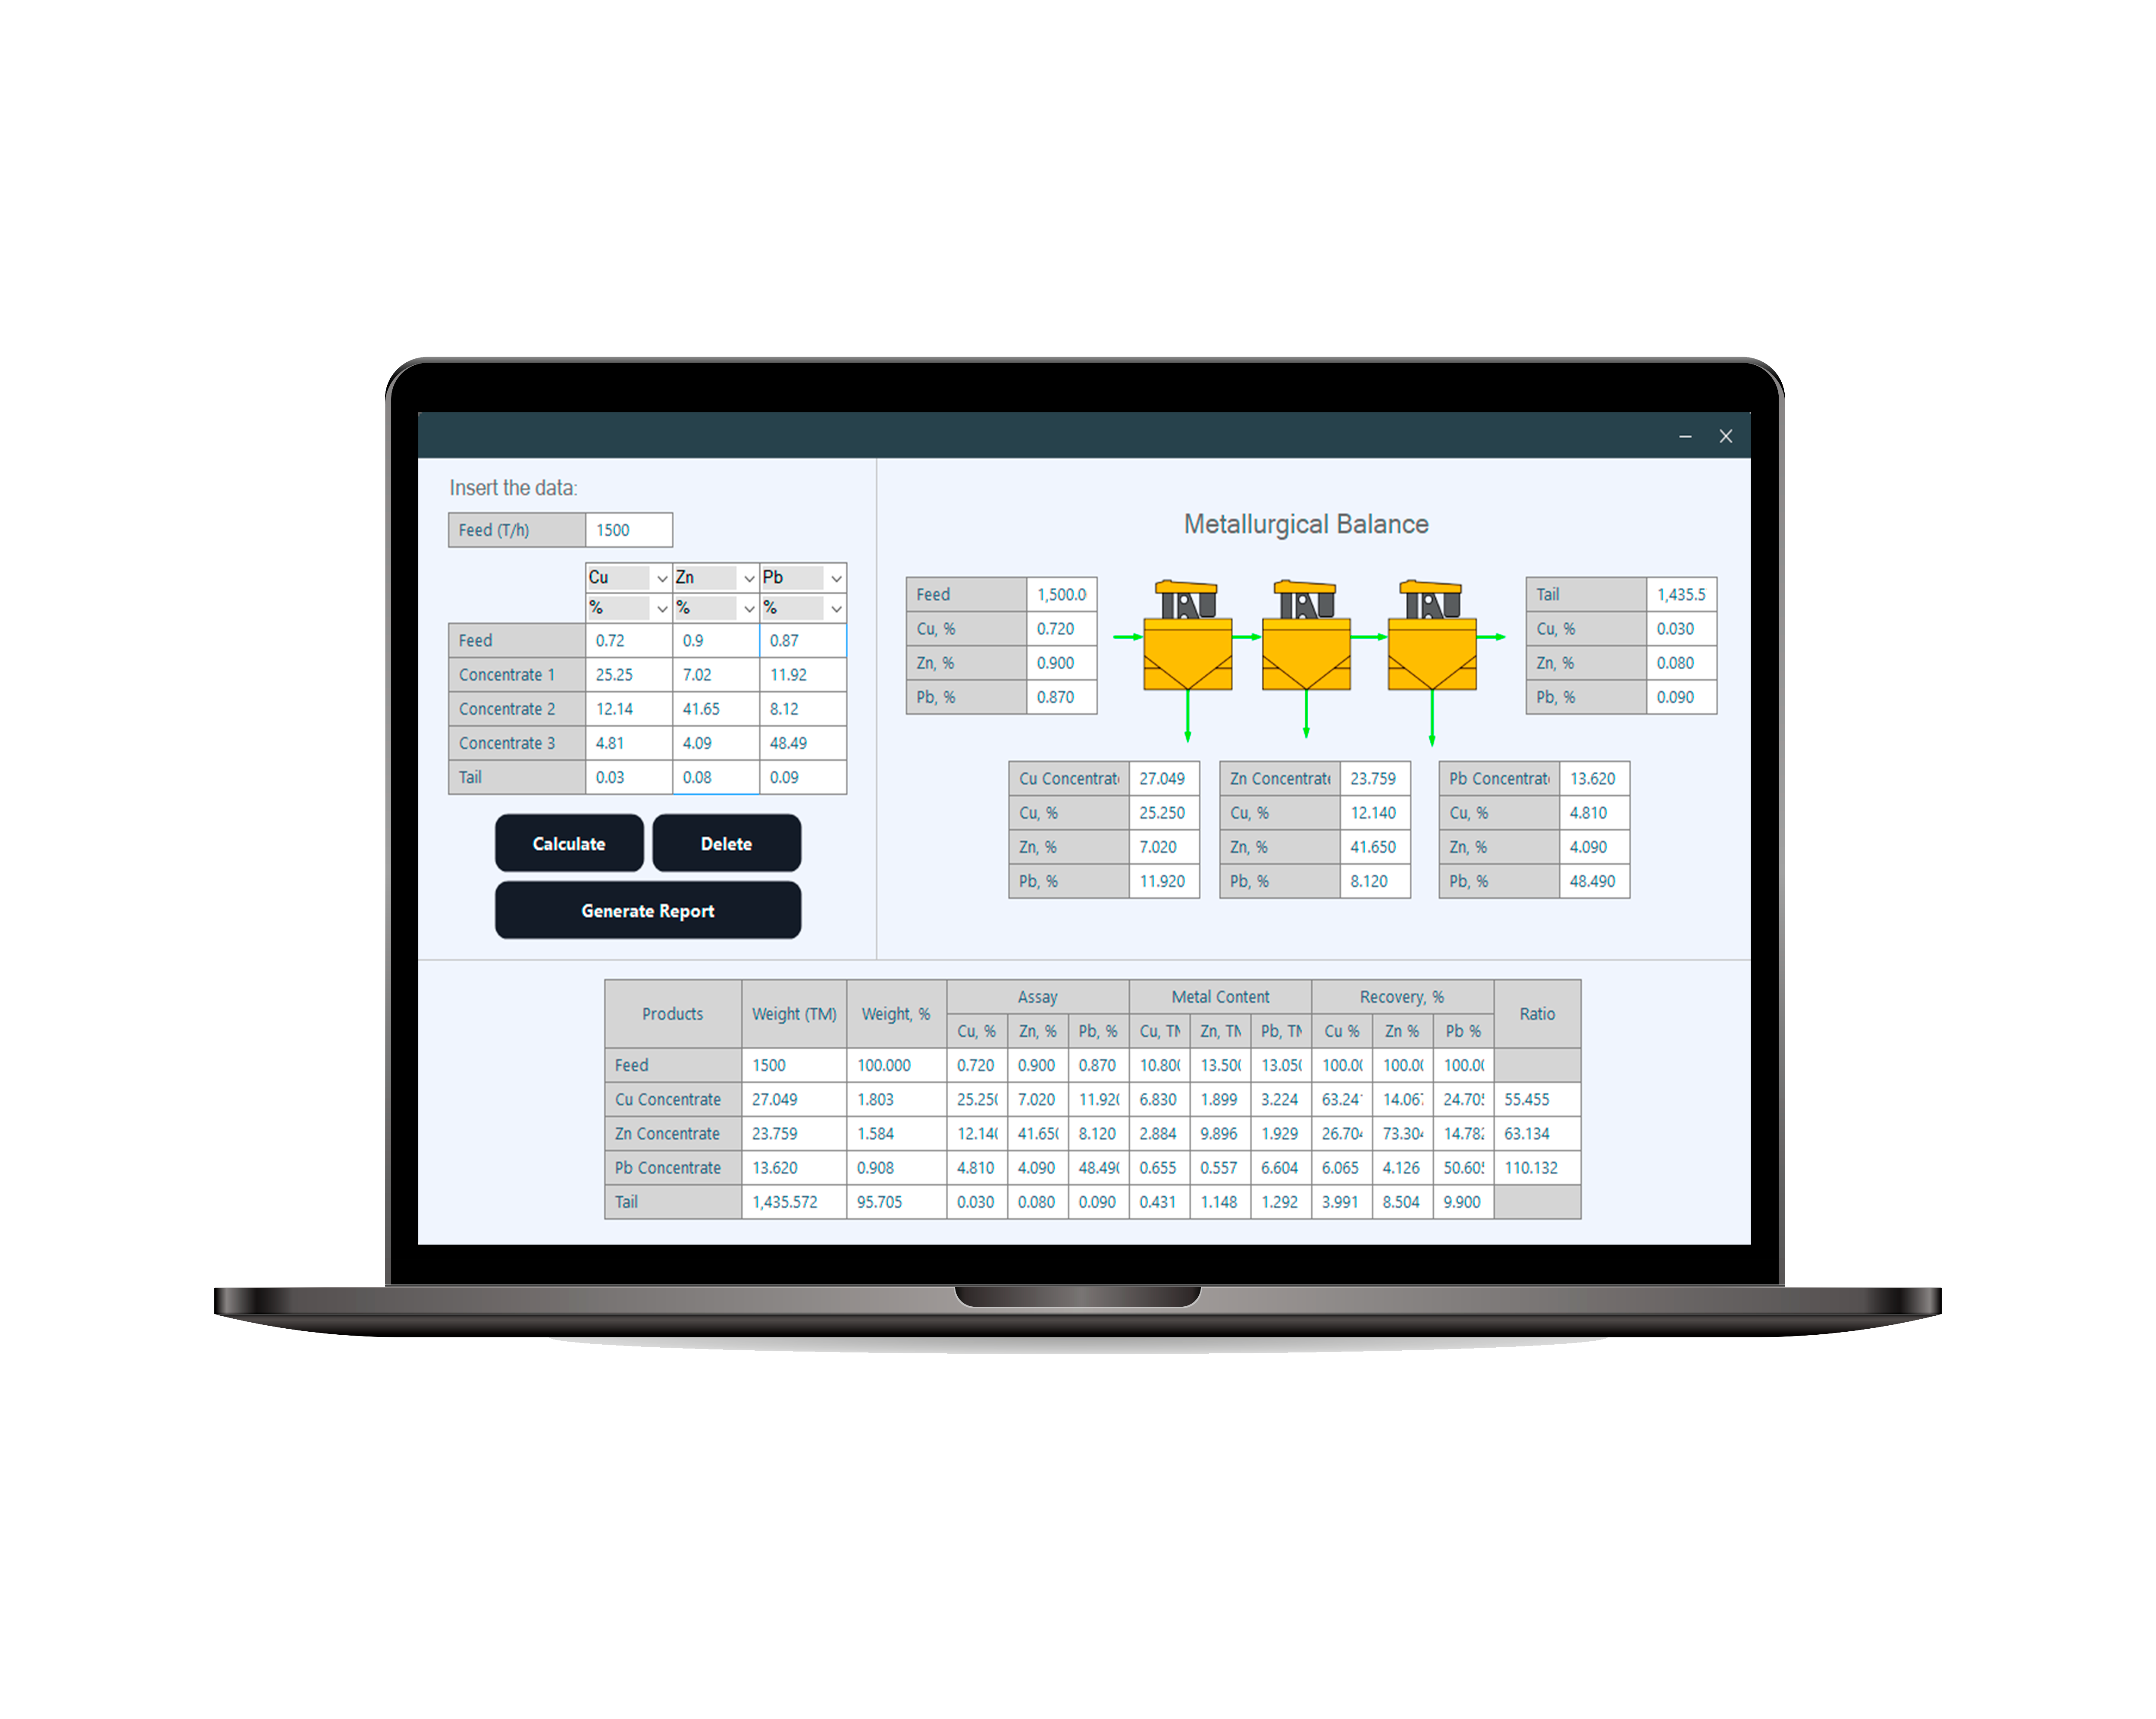 Insert the data:
Feed (T/h) 1500
Cu Zn Pb
% % %
Feed 0.72 0.9 0.87
Concentrate 1 25.25 7.02 11.92
Concentrate 2 12.14 41.65 8.12
Concentrate 3 4.81 4.09 48.49
Tail 0.03 0.08 0.09
Calculate Delete
Generate Report
Metallurgical Balance
Feed 1,500.0
Cu, % 0.720
Zn, % 0.900
Pb, % 0.870
Tail 1,435.5
Cu, % 0.030
Zn, % 0.080
Pb, % 0.090
Cu Concentrat 27.049
Cu, % 25.250
Zn, % 7.020
Pb, % 11.920
Zn Concentrate 23.759
Cu, % 12.140
Zn, % 41.650
Pb, % 8.120
Pb Concentrat 13.620
Cu, % 4.810
Zn, % 4.090
Pb, % 48.490
Products Weight (TM) Weight, % Assay Metal Content Recovery, % Ratio
Cu, % Zn, % Pb, % Cu, TM Zn, TM Pb, TM Cu % Zn % Pb %
Feed 1500 100.000 0.720 0.900 0.870 10.80 13.50 13.05 100.0 100.0 100.0
Cu Concentrate 27.049 1.803 25.25 7.020 11.92 6.830 1.899 3.224 63.24 14.06 24.70 55.455
Zn Concentrate 23.759 1.584 12.14 41.65 8.120 2.884 9.896 1.929 26.70 73.30 14.78 63.134
Pb Concentrate 13.620 0.908 4.810 4.090 48.49 0.655 0.557 6.604 6.065 4.126 50.60 110.132
Tail 1,435.572 95.705 0.030 0.080 0.090 0.431 1.148 1.292 3.991 8.504 9.900